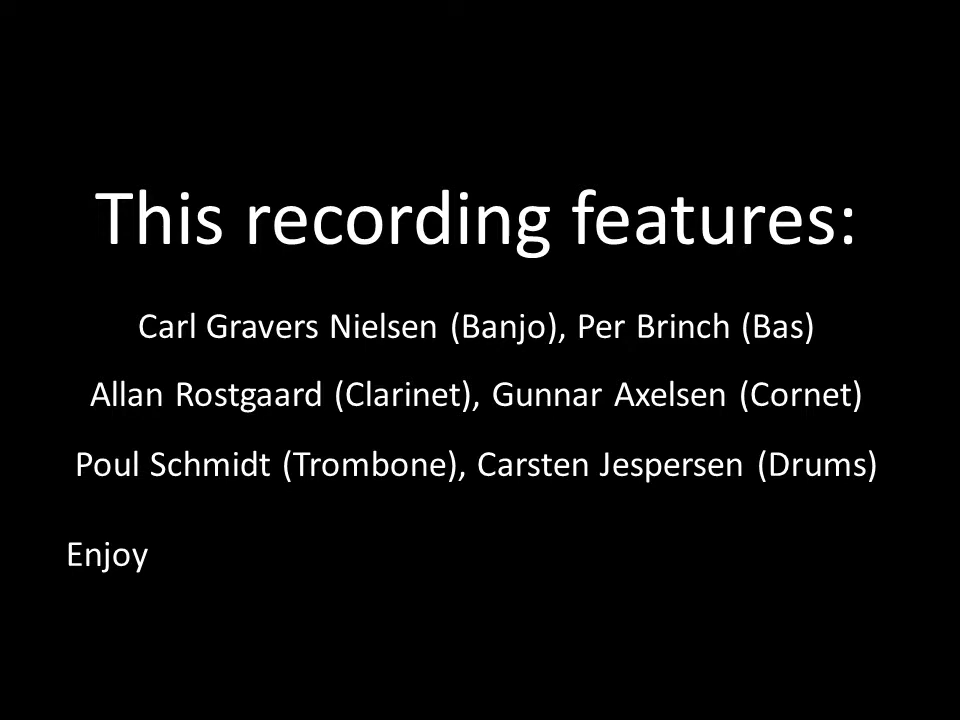 This recording features:
Carl Gravers Nielsen (Banjo), Per Brinch (Bas)
Allan Rostgaard (Clarinet), Gunnar Axelsen (Cornet)
Poul Schmidt (Trombone), Carsten Jespersen (Drums)
Enjoy